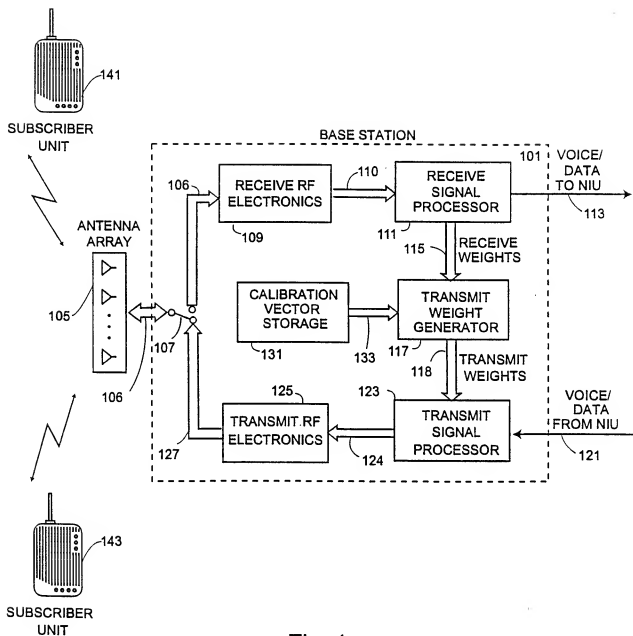 141
SUBSCRIBER
UNIT
BASE STATION
101
VOICE/
DATA
TO NIU
113
106
RECEIVE RF
ELECTRONICS
109
110
RECEIVE
SIGNAL
PROCESSOR
111
115
RECEIVE
WEIGHTS
ANTENNA
ARRAY
105
106
107
CALIBRATION
VECTOR
STORAGE
131
133
TRANSMIT
WEIGHT
GENERATOR
117
118
TRANSMIT
WEIGHTS
125
TRANSMIT.RF
ELECTRONICS
127
124
123
TRANSMIT
SIGNAL
PROCESSOR
VOICE/
DATA
FROM NIU
121
143
SUBSCRIBER
UNIT